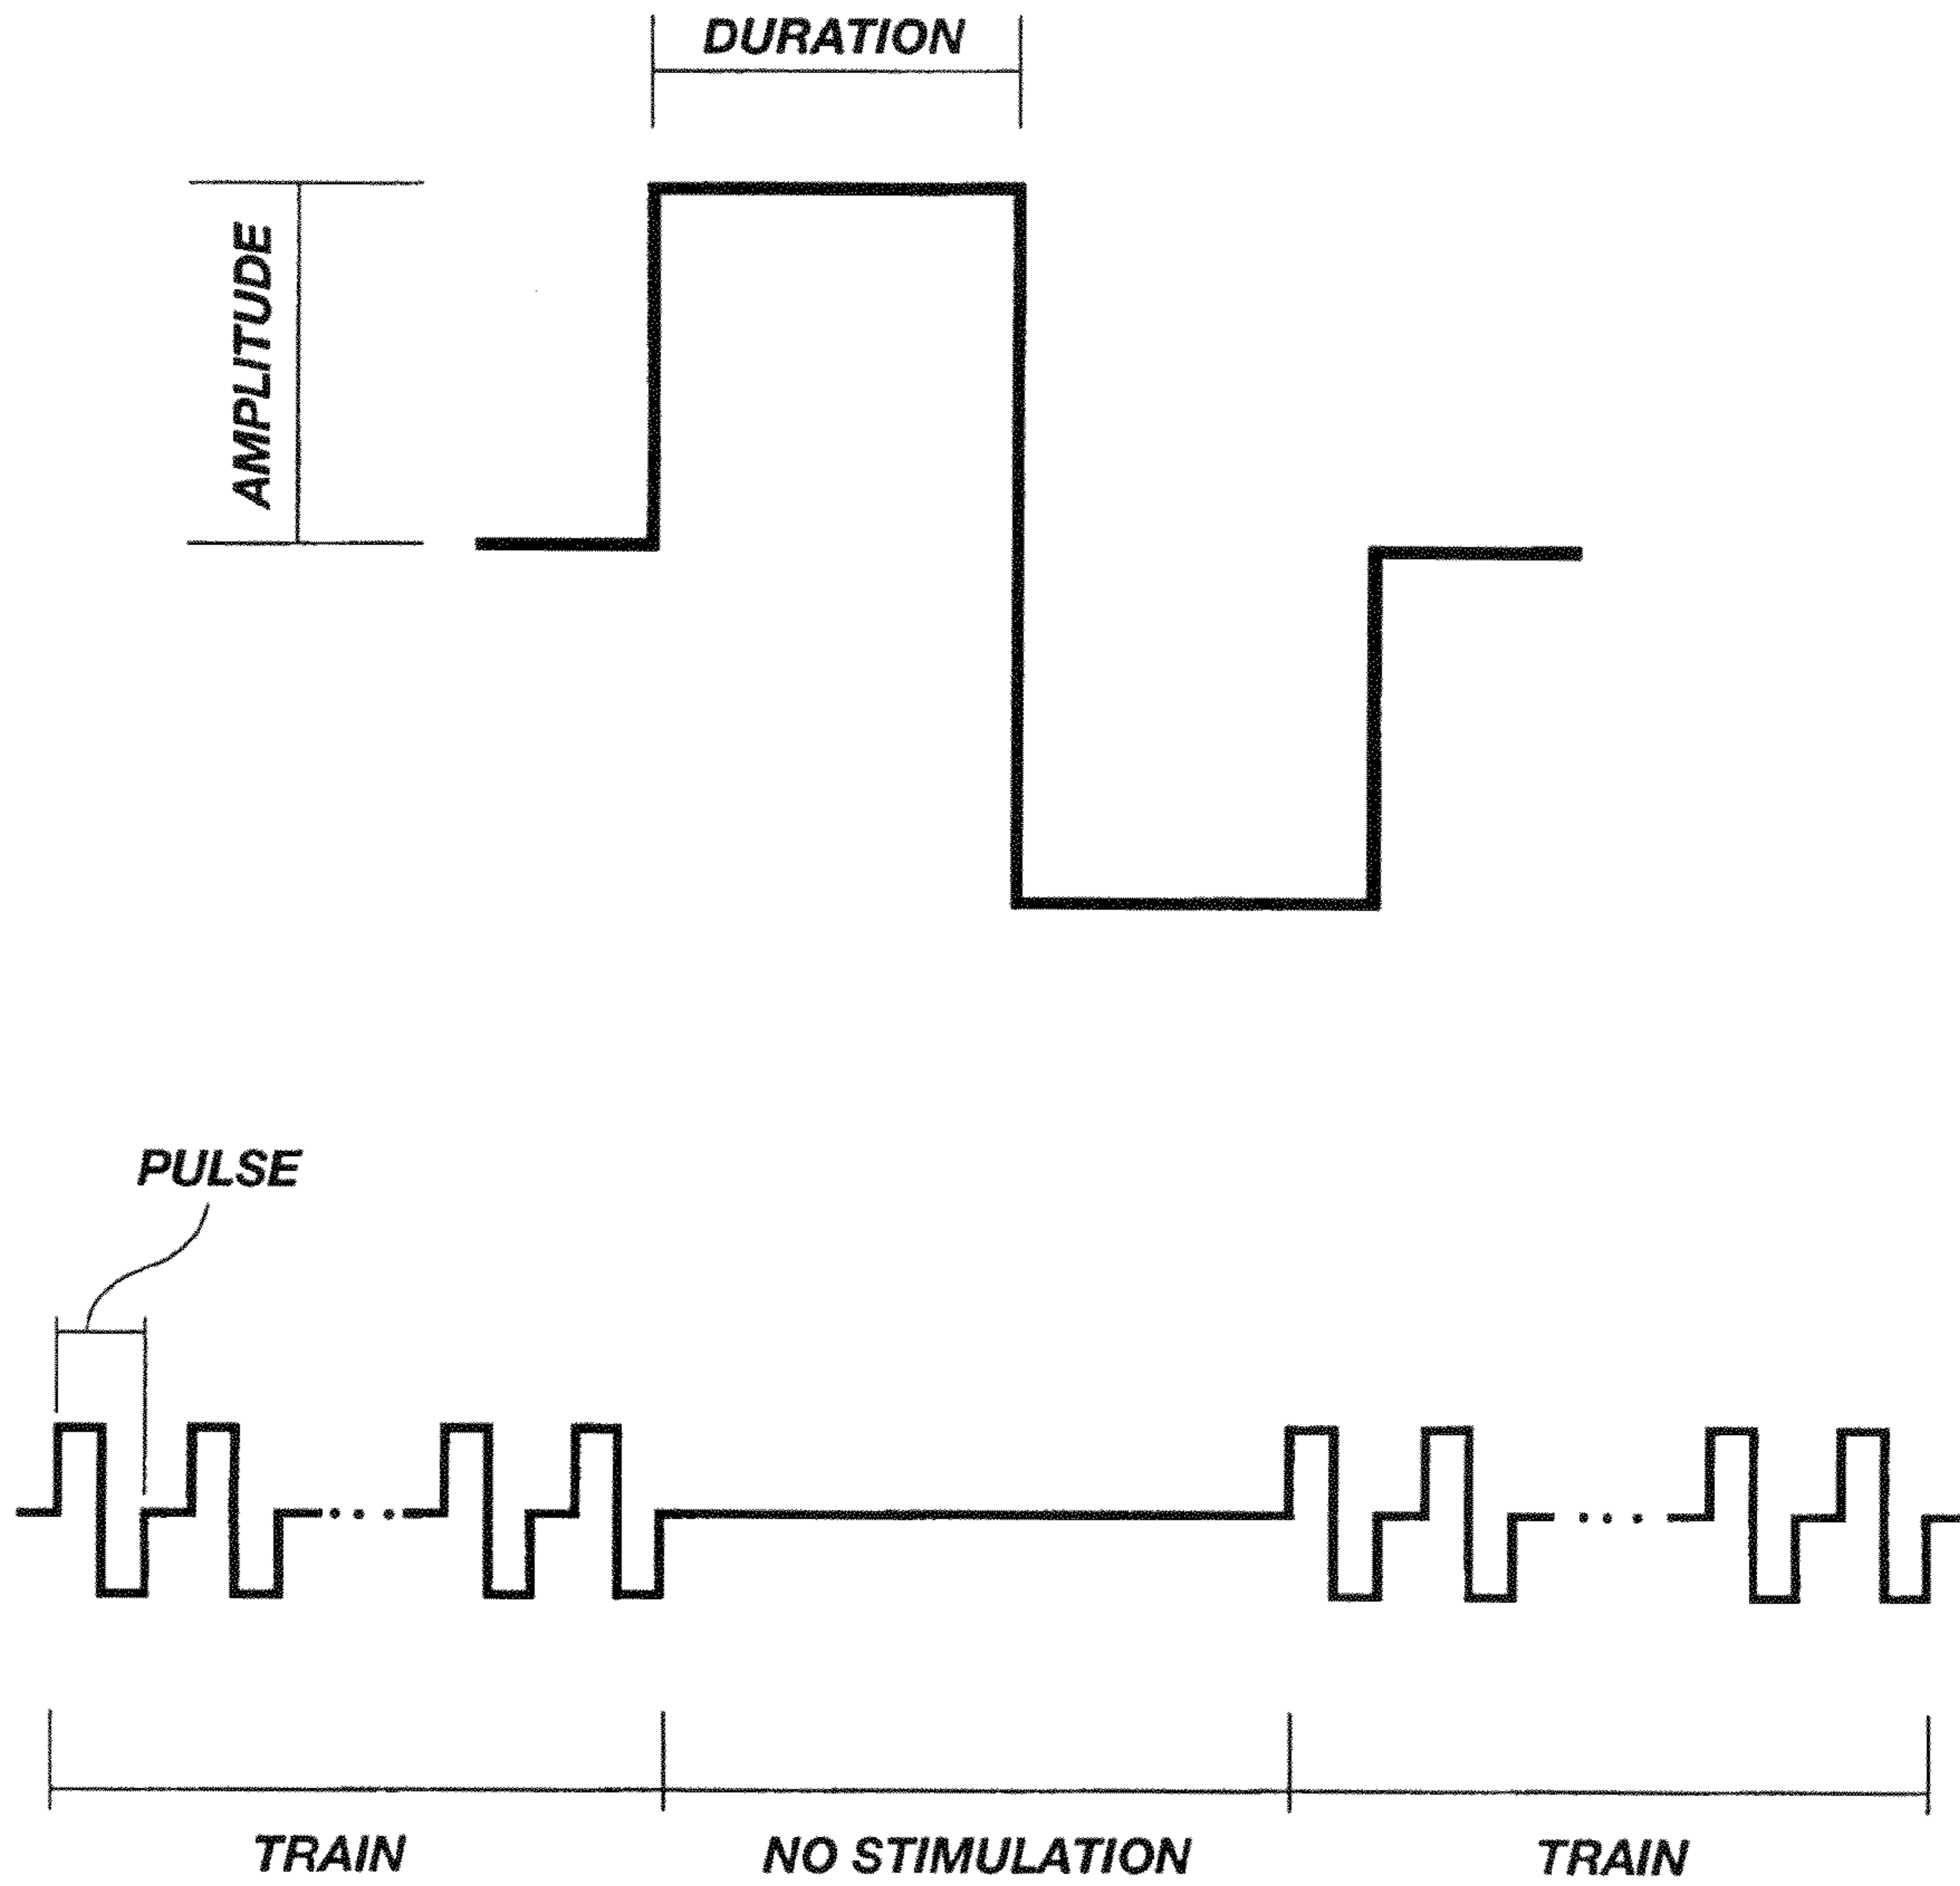 DURATION
AMPLITUDE
PULSE
TRAIN
NO STIMULATION
TRAIN